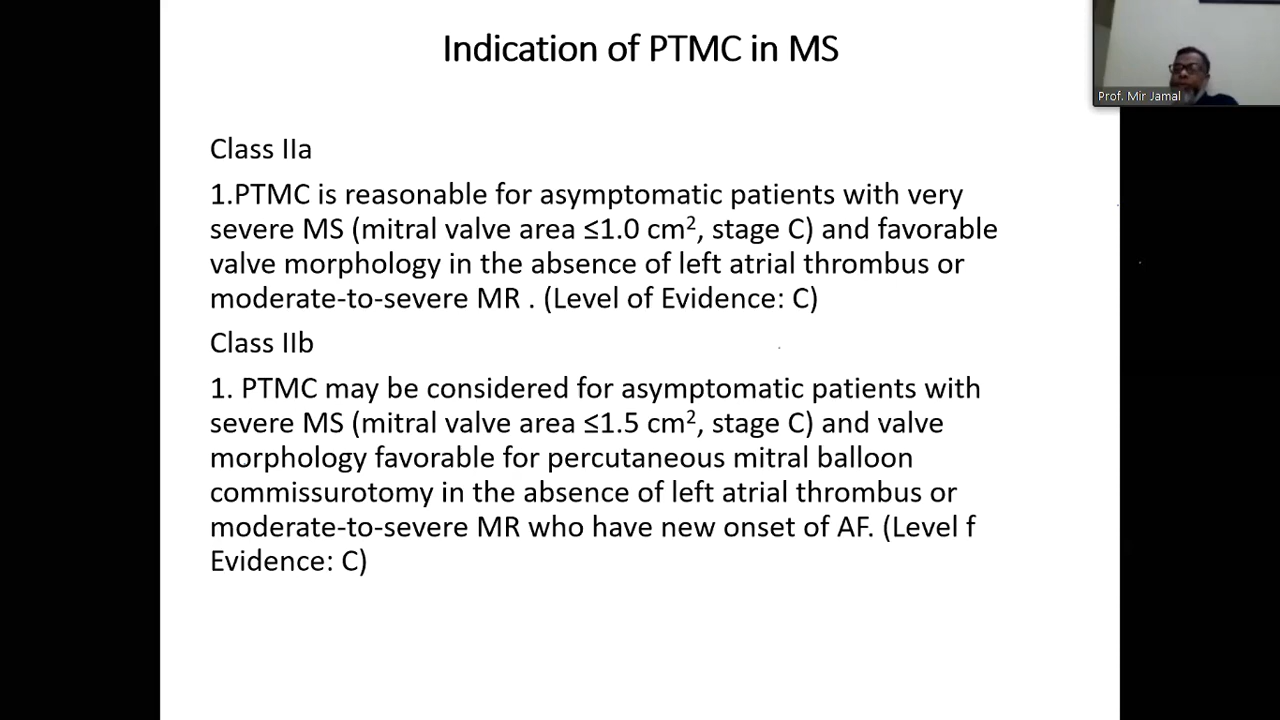 Indication of PTMC in MS
Prof. Mir Jamal
Class IIa
1.PTMC is reasonable for asymptomatic patients with very
severe MS (mitral valve area ≤1.0 cm², stage C) and favorable
valve morphology in the absence of left atrial thrombus or
moderate-to-severe MR . (Level of Evidence: C)
Class IIb
1. PTMC may be considered for asymptomatic patients with
severe MS (mitral valve area ≤1.5 cm², stage C) and valve
morphology favorable for percutaneous mitral balloon
commissurotomy in the absence of left atrial thrombus or
moderate-to-severe MR who have new onset of AF. (Level f
Evidence: C)